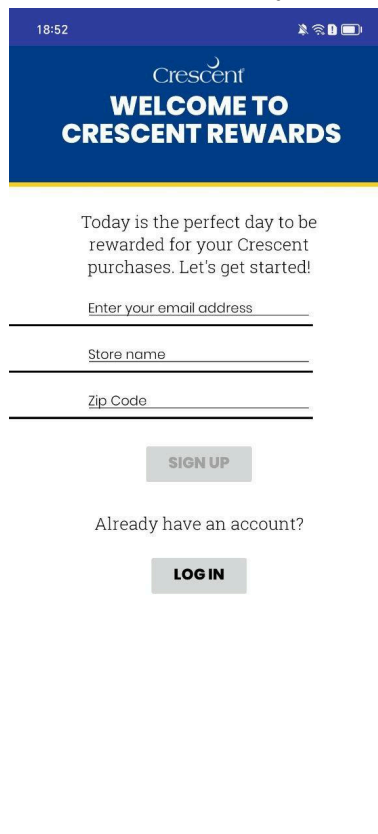 18:52
Crescent
WELCOME TO
CRESCENT REWARDS
Today is the perfect day to be
rewarded for your Crescent
purchases. Let's get started!
Enter your email address
Store name
Zip Code
SIGN UP
Already have an account?
LOG IN